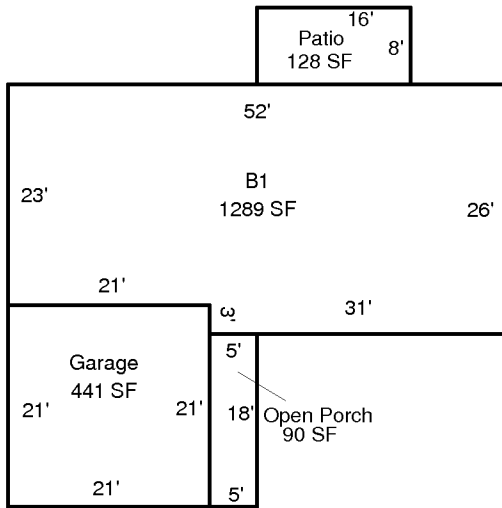 16'
Patio
8'
128 SF
52'
B1
23'
1289 SF
26'
21'
3'
31'
5'
Garage
441 SF
21'
21'
18'
Open Porch
90 SF
21'
5'